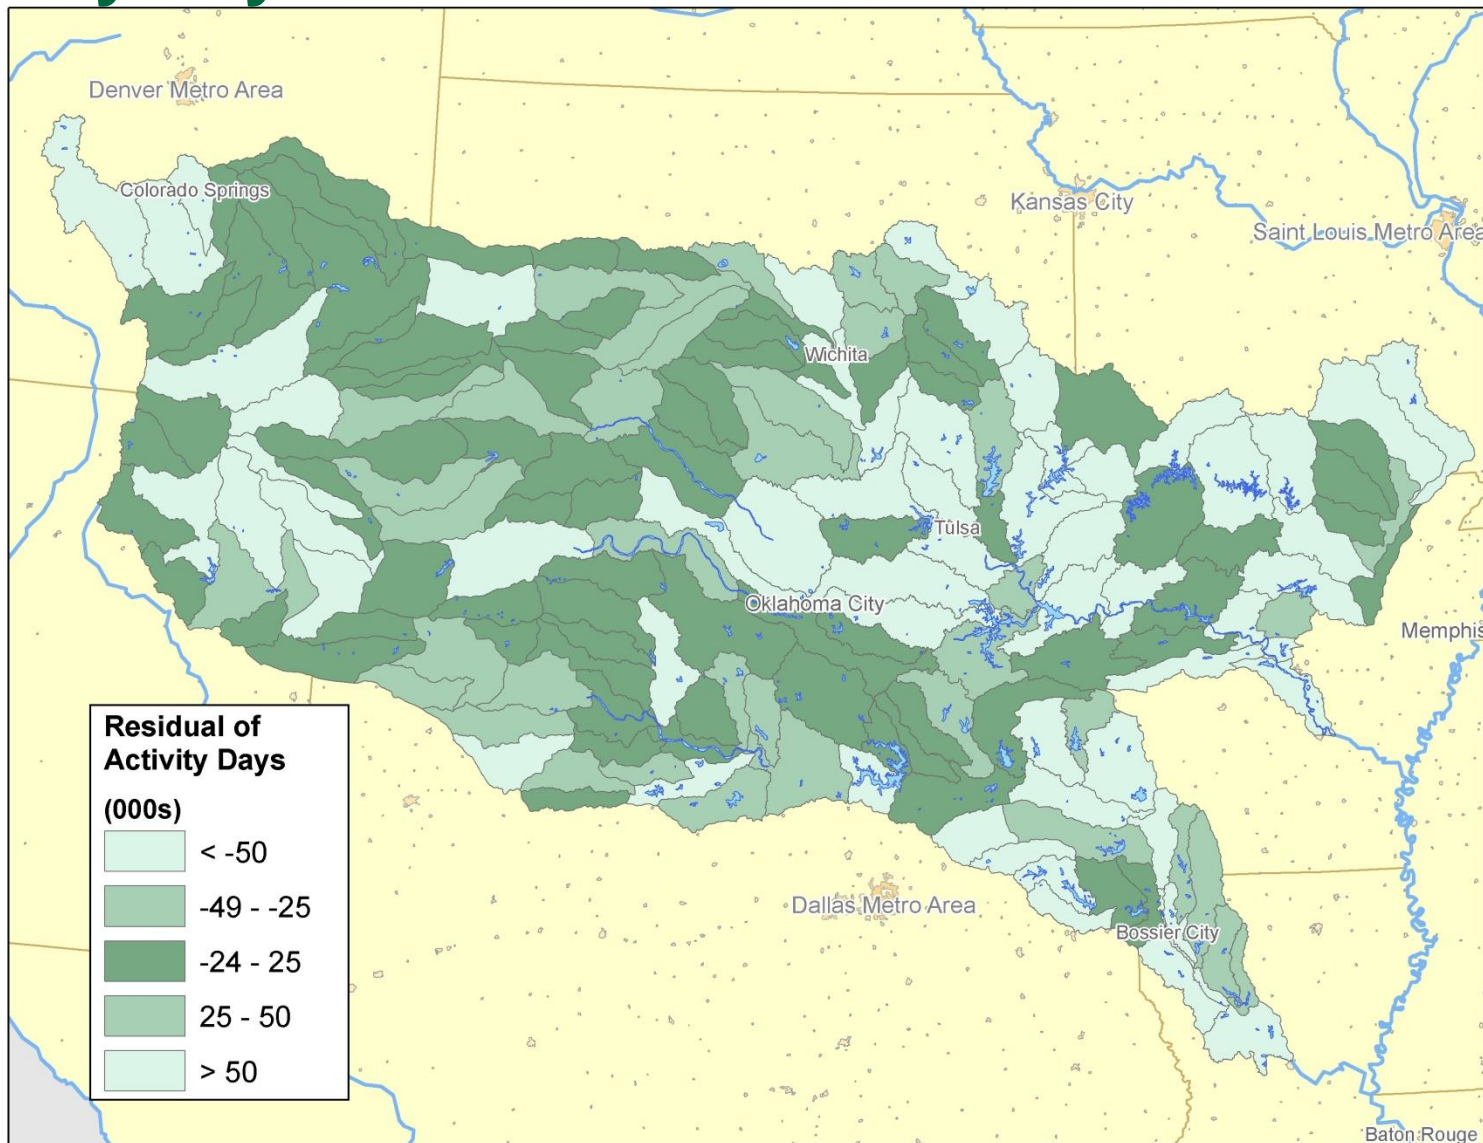 Denver Metro Area
Colorado Springs
Kansas City
Saint Louis Metro Area
Wichita
Tulsa
Oklahoma City
Memphis
Dallas Metro Area
Bossier City
Baton Rouge
Residual of
Activity Days
(000s)
< -50
-49 - -25
-24 - 25
25 - 50
> 50